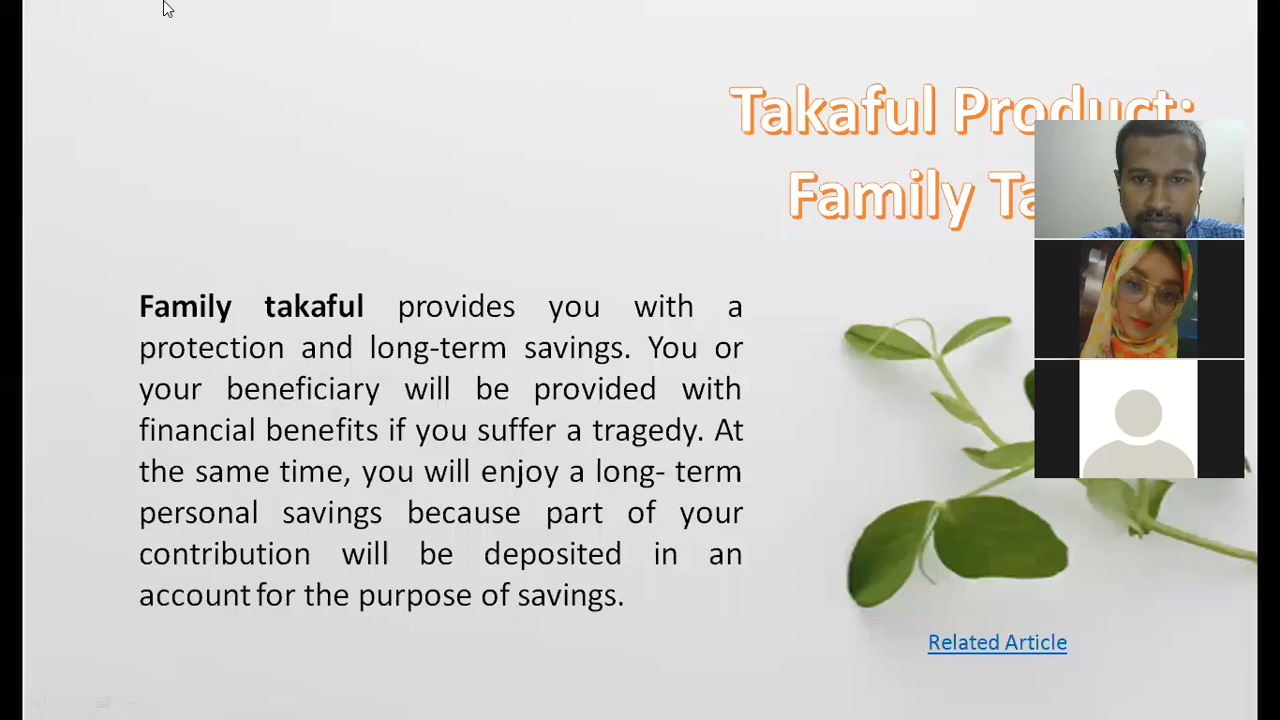 Takaful Product:
Family
Family takaful provides you with a
protection and long-term savings. You or
your beneficiary will be provided with
financial benefits if you suffer a tragedy. At
the same time, you will enjoy a long- term
personal savings because part of your
contribution will be deposited in an
account for the purpose of savings.
Related Article